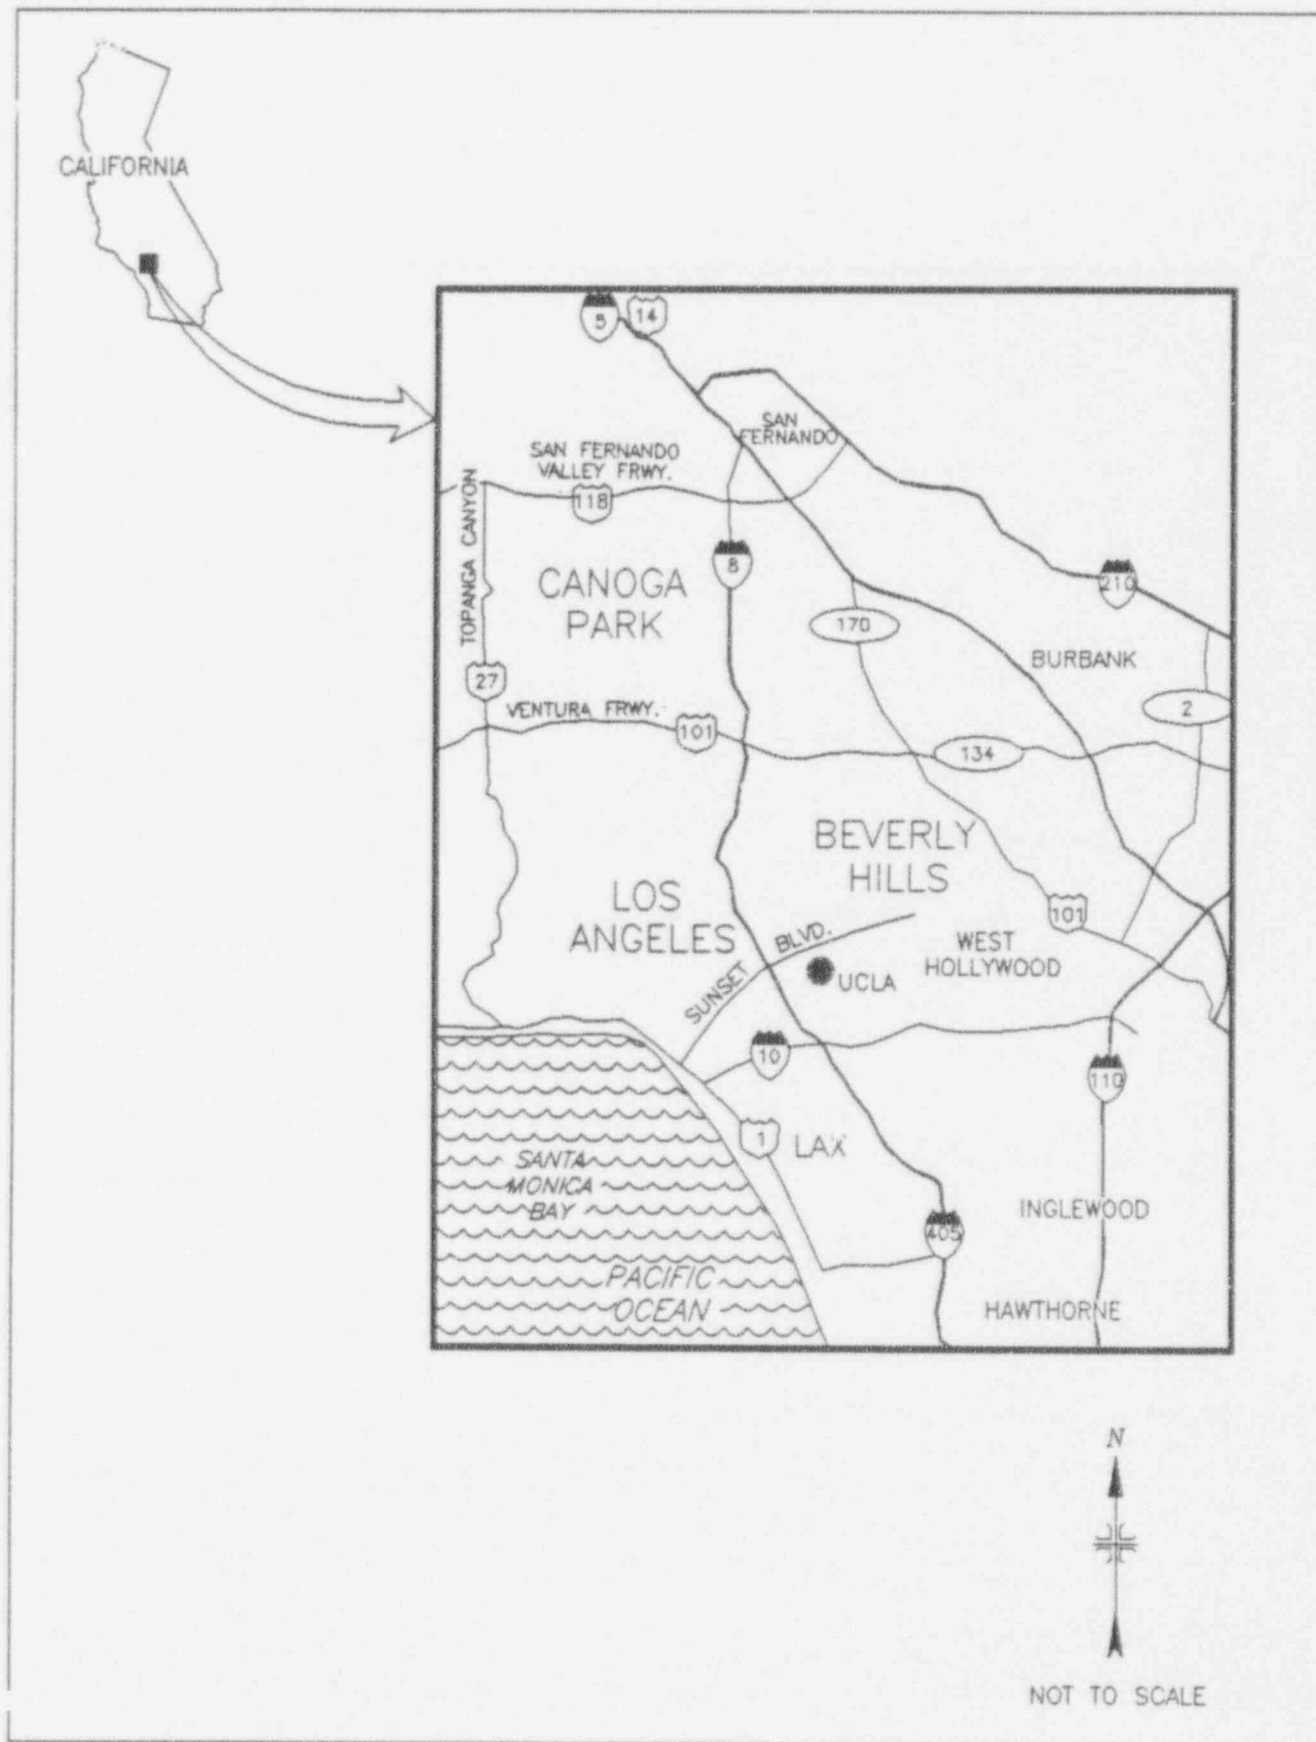 CALIFORNIA
5
14
SAN
FERNANDO
SAN FERNANDO
VALLEY FRWY.
118
TOPANGA CANYON
8
CANOGA
PARK
210
170
BURBANK
27
2
VENTURA FRWY.
101
134
BEVERLY
HILLS
LOS
ANGELES
101
SUNSET BLVD.
WEST
HOLLYWOOD
UCLA
10
110
1
LAX
SANTA
MONICA
BAY
INGLEWOOD
405
PACIFIC
OCEAN
HAWTHORNE
N
NOT TO SCALE